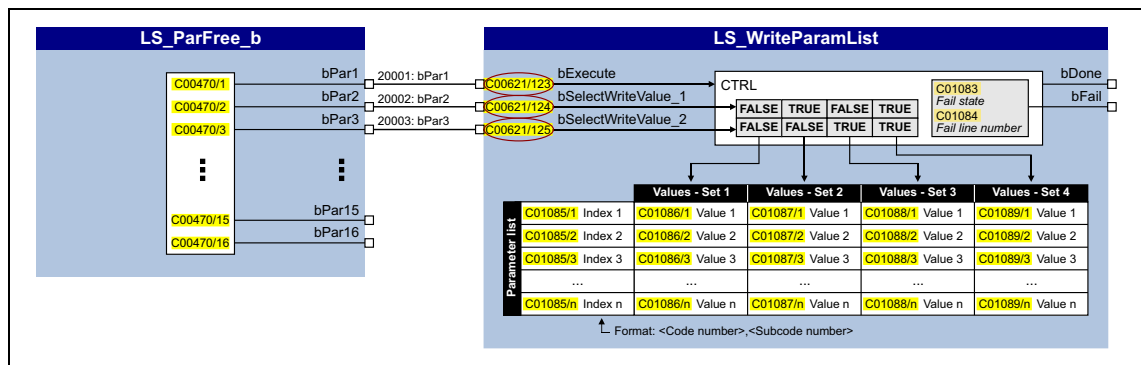 LS_ParFree_b
LS_WriteParamList
C00470/1 bPar1 20001: bPar1 C00621/123 bExecute
C00470/2 bPar2 20002: bPar2 C00621/124 bSelectWriteValue_1
C00470/3 bPar3 20003: bPar3 C00621/125 bSelectWriteValue_2
C00470/15 bPar15
C00470/16 bPar16
CTRL
FALSE TRUE FALSE TRUE
FALSE FALSE TRUE TRUE
C01083
Fail state
C01084
Fail line number
bDone
bFail
Values - Set 1 Values - Set 2 Values - Set 3 Values - Set 4
Parameter list
C01085/1 Index 1 C01086/1 Value 1 C01087/1 Value 1 C01088/1 Value 1 C01089/1 Value 1
C01085/2 Index 2 C01086/2 Value 2 C01087/2 Value 2 C01088/2 Value 2 C01089/2 Value 2
C01085/3 Index 3 C01086/3 Value 3 C01087/3 Value 3 C01088/3 Value 3 C01089/3 Value 3
... ... ... ... ...
C01085/n Index n C01086/n Value n C01087/n Value n C01088/n Value n C01089/n Value n
Format: <Code number>,<Subcode number>